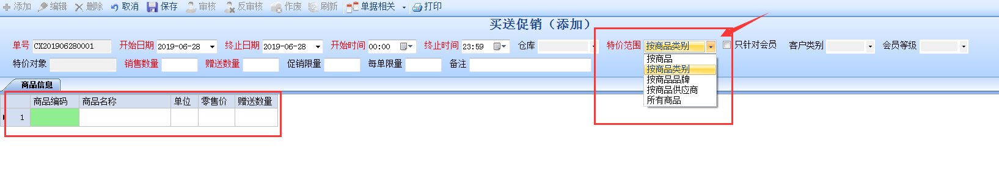 添加 编辑 删除 取消 保存 审核 反审核 作废 刷新 单据相关 打印
买送促销（添加）
单号 CX201906280001 开始日期 2019-06-28 终止日期 2019-06-28 开始时间 00:00 终止时间 23:59 仓库 特价范围 按商品类别 只针对会员 客户类别 会员等级
特价对象 销售数量 赠送数量 促销限量 每单限量 备注
按商品
按商品类别
按商品品牌
按商品供应商
所有商品
商品信息
商品编码 商品名称 单位 零售价 赠送数量
1